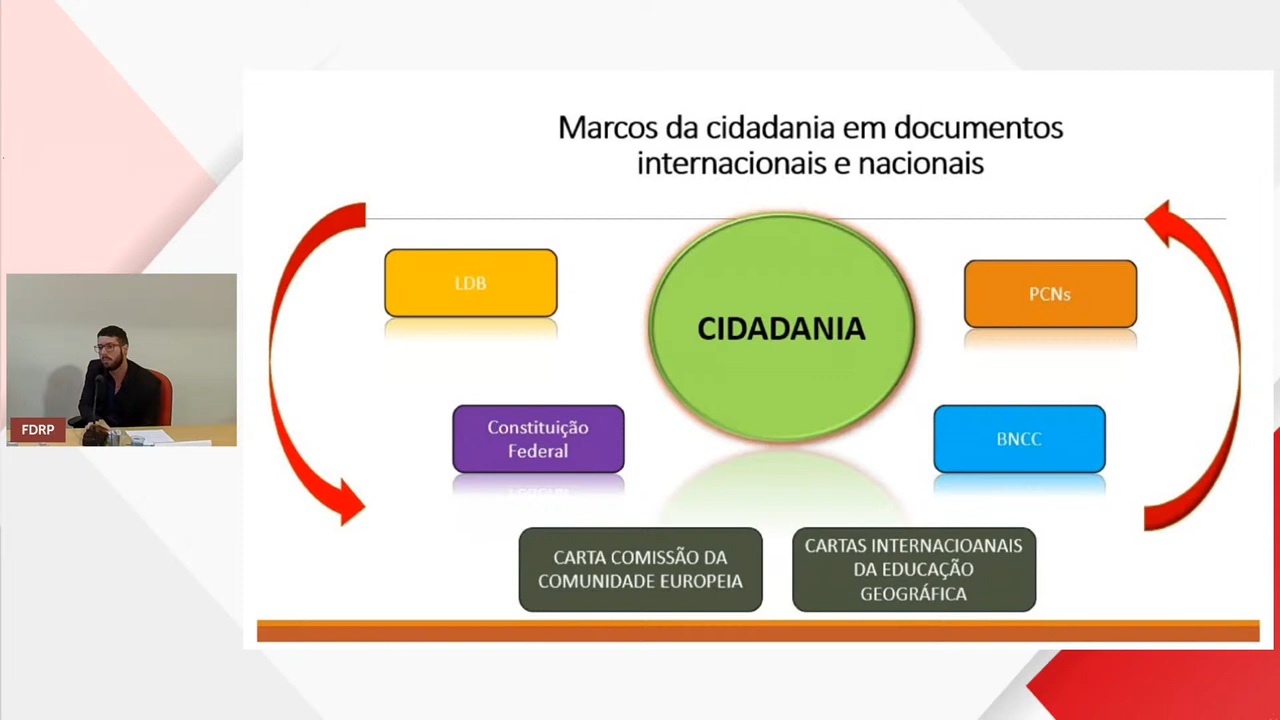 Marcos da cidadania em documentos
internacionais e nacionais
LDB
CIDADANIA
PCNs
Constituição
Federal
BNCC
CARTA COMISSÃO DA
COMUNIDADE EUROPEIA
CARTAS INTERNACIOANAIS
DA EDUCAÇÃO
GEOGRÁFICA
FDRP